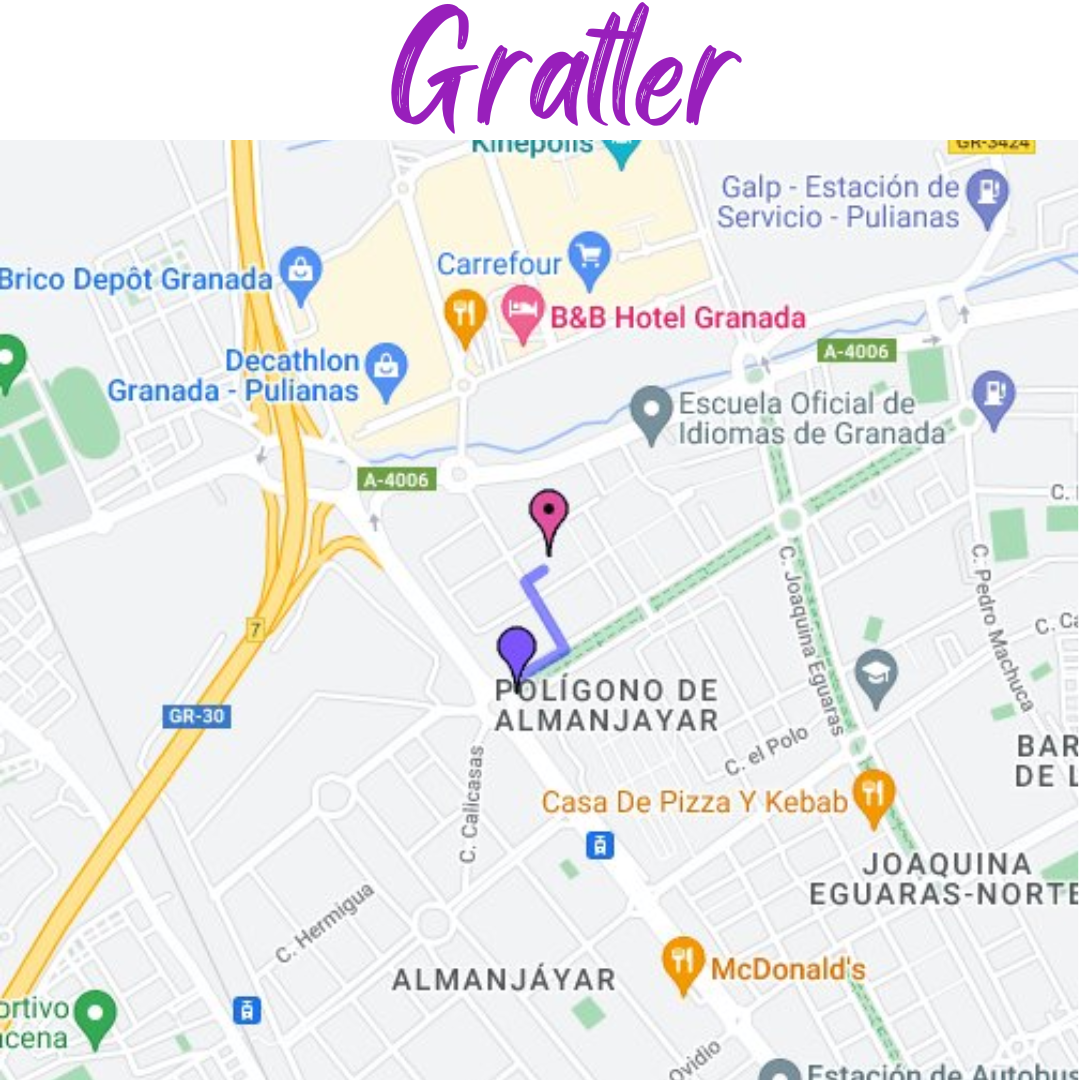 Gratler
Kinepolis
GR-3424
Galp - Estación de
Servicio - Pulianas
Carrefour
Brico Depôt Granada
B&B Hotel Granada
A-4006
Decathlon
Granada - Pulianas
Escuela Oficial de
Idiomas de Granada
A-4006
C.
C. Joaquina Eguaras
C. Pedro Machuca
C. Ca
7
POLÍGONO DE
ALMANJAYAR
GR-30
C. el Polo
BAR
DE L
C. Calicasas
Casa De Pizza Y Kebab
JOAQUINA
EGUARAS-NORTE
C. Hermigua
McDonald's
ALMANJÁYAR
ortivo
cena
Ovidio
Estación de Autobus